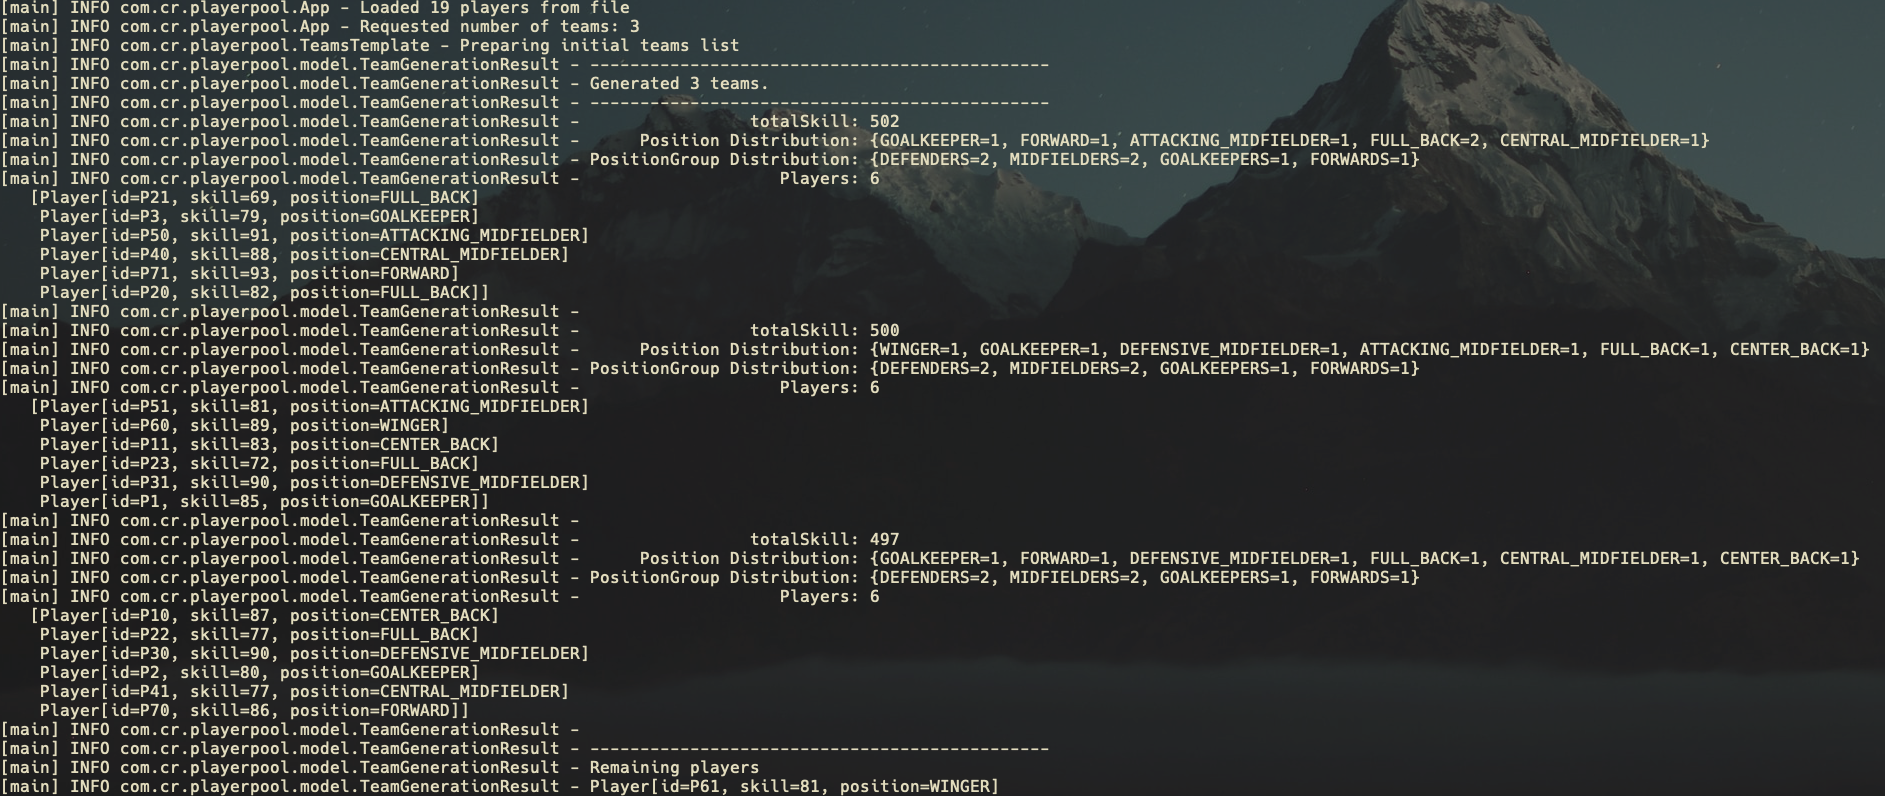 [main] INFO com.cr.playerpool.App - Loaded 19 players from file
[main] INFO com.cr.playerpool.App - Requested number of teams: 3
[main] INFO com.cr.playerpool.TeamsTemplate - Preparing initial teams list
[main] INFO com.cr.playerpool.model.TeamGenerationResult - ----------------------------------------------
[main] INFO com.cr.playerpool.model.TeamGenerationResult - Generated 3 teams.
[main] INFO com.cr.playerpool.model.TeamGenerationResult - ----------------------------------------------
[main] INFO com.cr.playerpool.model.TeamGenerationResult -                 totalSkill: 502
[main] INFO com.cr.playerpool.model.TeamGenerationResult -      Position Distribution: {GOALKEEPER=1, FORWARD=1, ATTACKING_MIDFIELDER=1, FULL_BACK=2, CENTRAL_MIDFIELDER=1}
[main] INFO com.cr.playerpool.model.TeamGenerationResult - PositionGroup Distribution: {DEFENDERS=2, MIDFIELDERS=2, GOALKEEPERS=1, FORWARDS=1}
[main] INFO com.cr.playerpool.model.TeamGenerationResult -                    Players: 6
   [Player[id=P21, skill=69, position=FULL_BACK]
    Player[id=P3, skill=79, position=GOALKEEPER]
    Player[id=P50, skill=91, position=ATTACKING_MIDFIELDER]
    Player[id=P40, skill=88, position=CENTRAL_MIDFIELDER]
    Player[id=P71, skill=93, position=FORWARD]
    Player[id=P20, skill=82, position=FULL_BACK]]
[main] INFO com.cr.playerpool.model.TeamGenerationResult -
[main] INFO com.cr.playerpool.model.TeamGenerationResult -                 totalSkill: 500
[main] INFO com.cr.playerpool.model.TeamGenerationResult -      Position Distribution: {WINGER=1, GOALKEEPER=1, DEFENSIVE_MIDFIELDER=1, ATTACKING_MIDFIELDER=1, FULL_BACK=1, CENTER_BACK=1}
[main] INFO com.cr.playerpool.model.TeamGenerationResult - PositionGroup Distribution: {DEFENDERS=2, MIDFIELDERS=2, GOALKEEPERS=1, FORWARDS=1}
[main] INFO com.cr.playerpool.model.TeamGenerationResult -                    Players: 6
   [Player[id=P51, skill=81, position=ATTACKING_MIDFIELDER]
    Player[id=P60, skill=89, position=WINGER]
    Player[id=P11, skill=83, position=CENTER_BACK]
    Player[id=P23, skill=72, position=FULL_BACK]
    Player[id=P31, skill=90, position=DEFENSIVE_MIDFIELDER]
    Player[id=P1, skill=85, position=GOALKEEPER]]
[main] INFO com.cr.playerpool.model.TeamGenerationResult -
[main] INFO com.cr.playerpool.model.TeamGenerationResult -                 totalSkill: 497
[main] INFO com.cr.playerpool.model.TeamGenerationResult -      Position Distribution: {GOALKEEPER=1, FORWARD=1, DEFENSIVE_MIDFIELDER=1, FULL_BACK=1, CENTRAL_MIDFIELDER=1, CENTER_BACK=1}
[main] INFO com.cr.playerpool.model.TeamGenerationResult - PositionGroup Distribution: {DEFENDERS=2, MIDFIELDERS=2, GOALKEEPERS=1, FORWARDS=1}
[main] INFO com.cr.playerpool.model.TeamGenerationResult -                    Players: 6
   [Player[id=P10, skill=87, position=CENTER_BACK]
    Player[id=P22, skill=77, position=FULL_BACK]
    Player[id=P30, skill=90, position=DEFENSIVE_MIDFIELDER]
    Player[id=P2, skill=80, position=GOALKEEPER]
    Player[id=P41, skill=77, position=CENTRAL_MIDFIELDER]
    Player[id=P70, skill=86, position=FORWARD]]
[main] INFO com.cr.playerpool.model.TeamGenerationResult -
[main] INFO com.cr.playerpool.model.TeamGenerationResult - ----------------------------------------------
[main] INFO com.cr.playerpool.model.TeamGenerationResult - Remaining players
[main] INFO com.cr.playerpool.model.TeamGenerationResult - Player[id=P61, skill=81, position=WINGER]